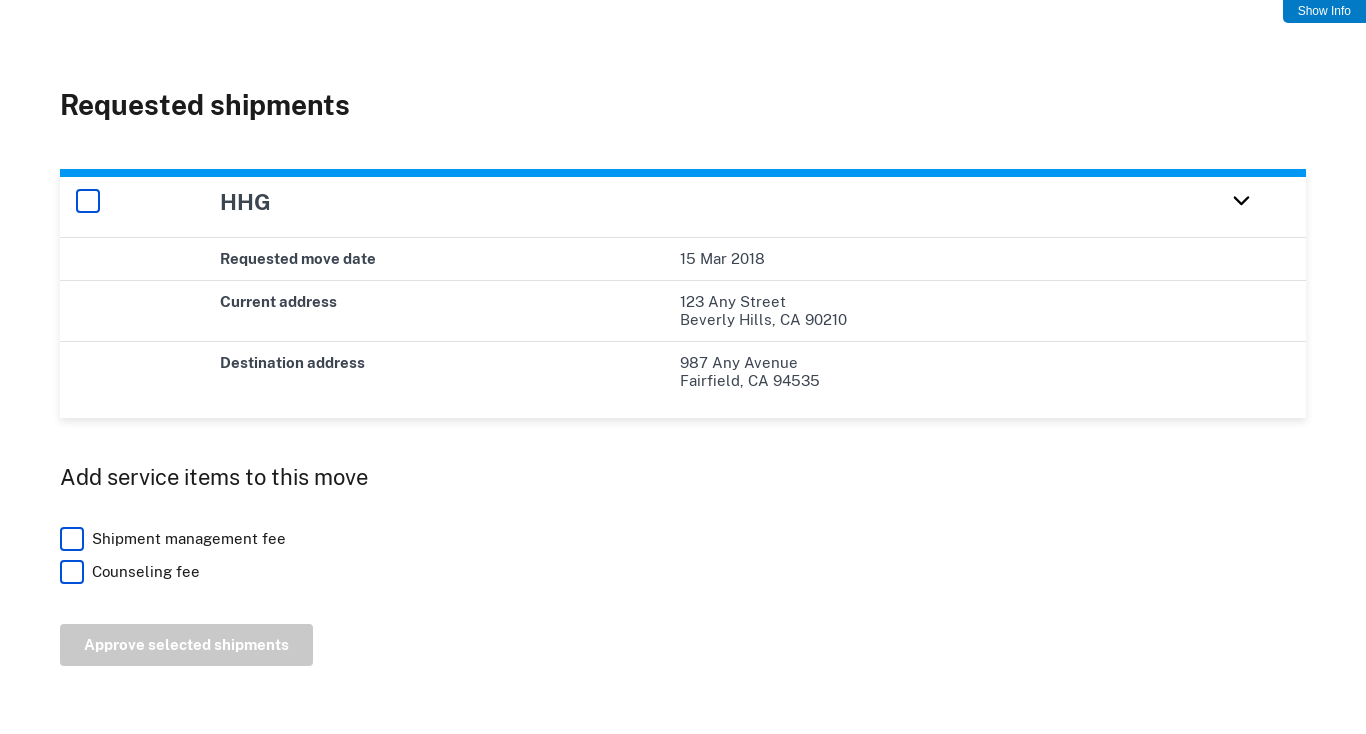 Show Info
Requested shipments
HHG
Requested move date 15 Mar 2018
Current address 123 Any Street
Beverly Hills, CA 90210
Destination address 987 Any Avenue
Fairfield, CA 94535
Add service items to this move
Shipment management fee
Counseling fee
Approve selected shipments